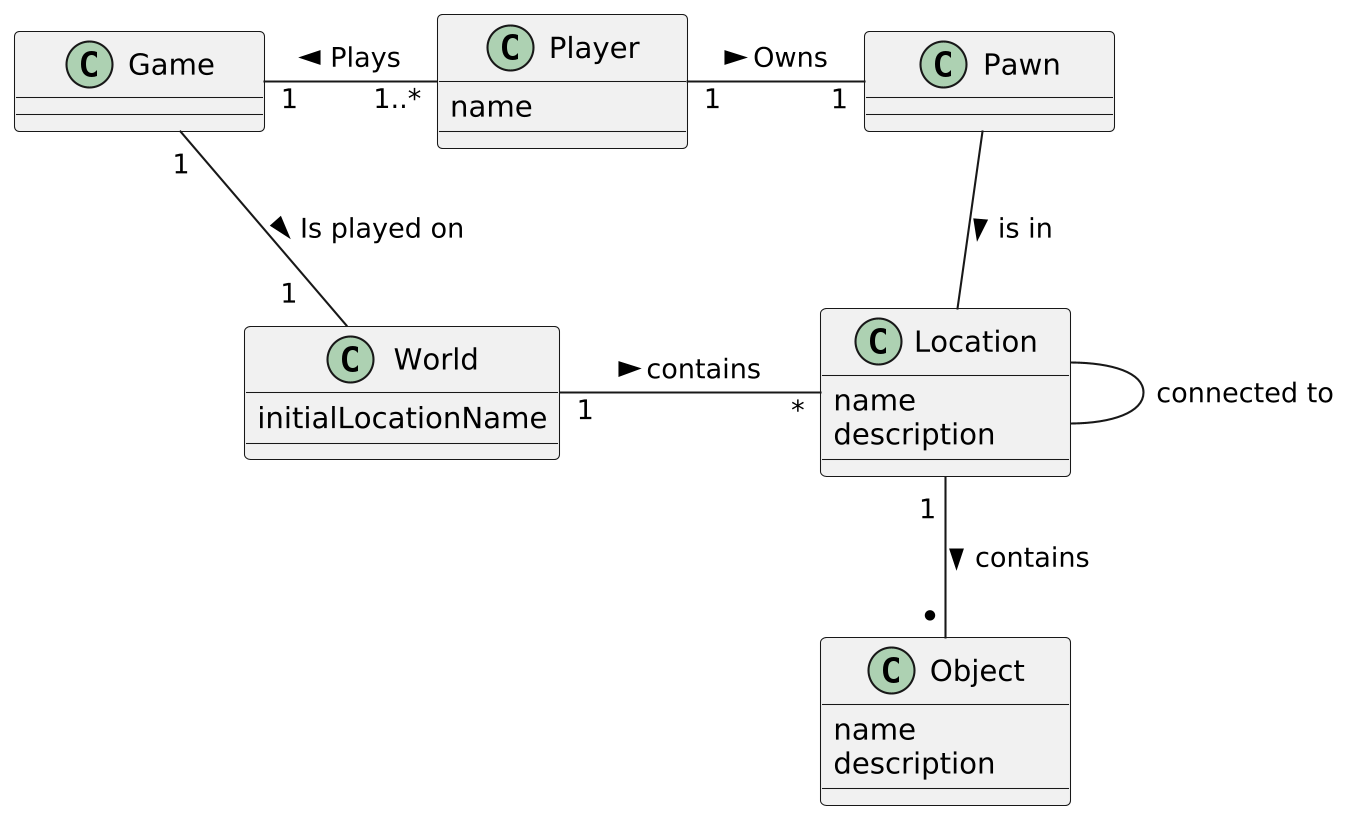 C Game
◄ Plays
1
1..*
C Player
name
► Owns
1
1
C Pawn
1
Is played on
1
is in
C World
initialLocationName
► contains
1
*
C Location
name
description
connected to
1
contains
•
C Object
name
description